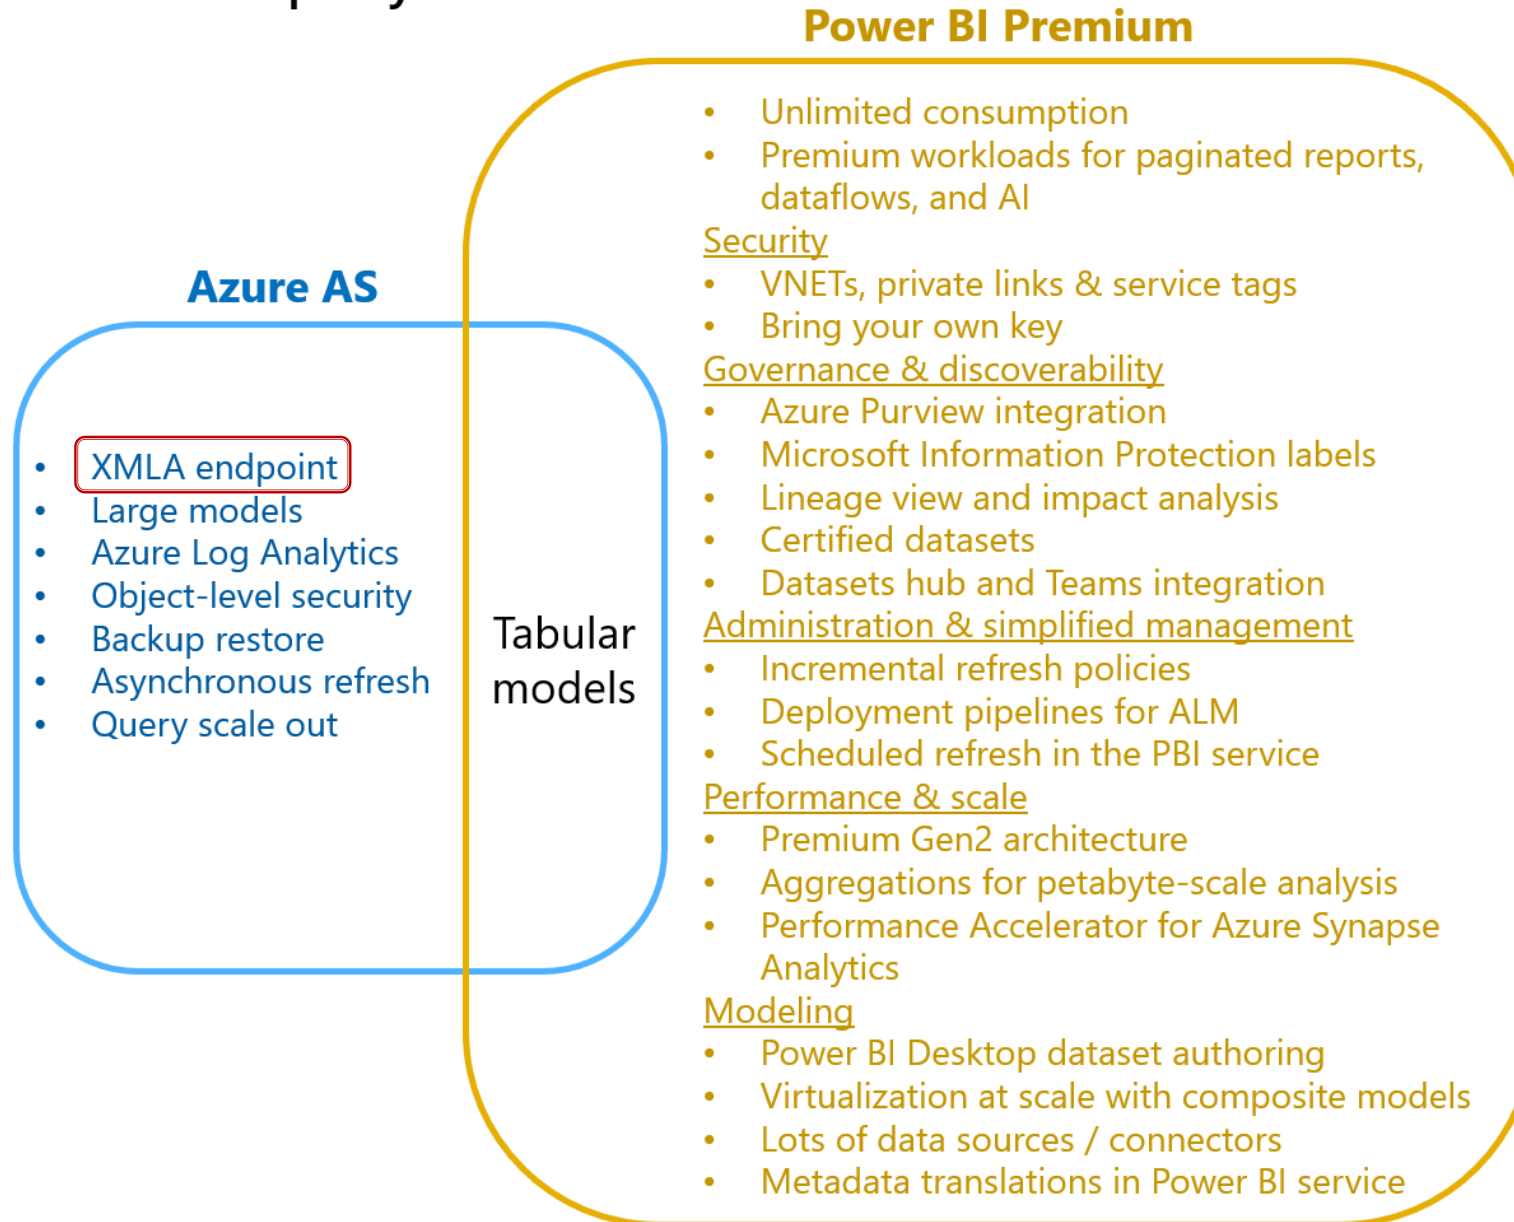 Power BI Premium
• Unlimited consumption
• Premium workloads for paginated reports,
dataflows, and AI
Security
• VNETs, private links & service tags
• Bring your own key
Governance & discoverability
• Azure Purview integration
• Microsoft Information Protection labels
• Lineage view and impact analysis
• Certified datasets
• Datasets hub and Teams integration
Administration & simplified management
• Incremental refresh policies
• Deployment pipelines for ALM
• Scheduled refresh in the PBI service
Performance & scale
• Premium Gen2 architecture
• Aggregations for petabyte-scale analysis
• Performance Accelerator for Azure Synapse
Analytics
Modeling
• Power BI Desktop dataset authoring
• Virtualization at scale with composite models
• Lots of data sources / connectors
• Metadata translations in Power BI service
Azure AS
• XMLA endpoint
• Large models
• Azure Log Analytics
• Object-level security
• Backup restore
• Asynchronous refresh
• Query scale out
Tabular
models